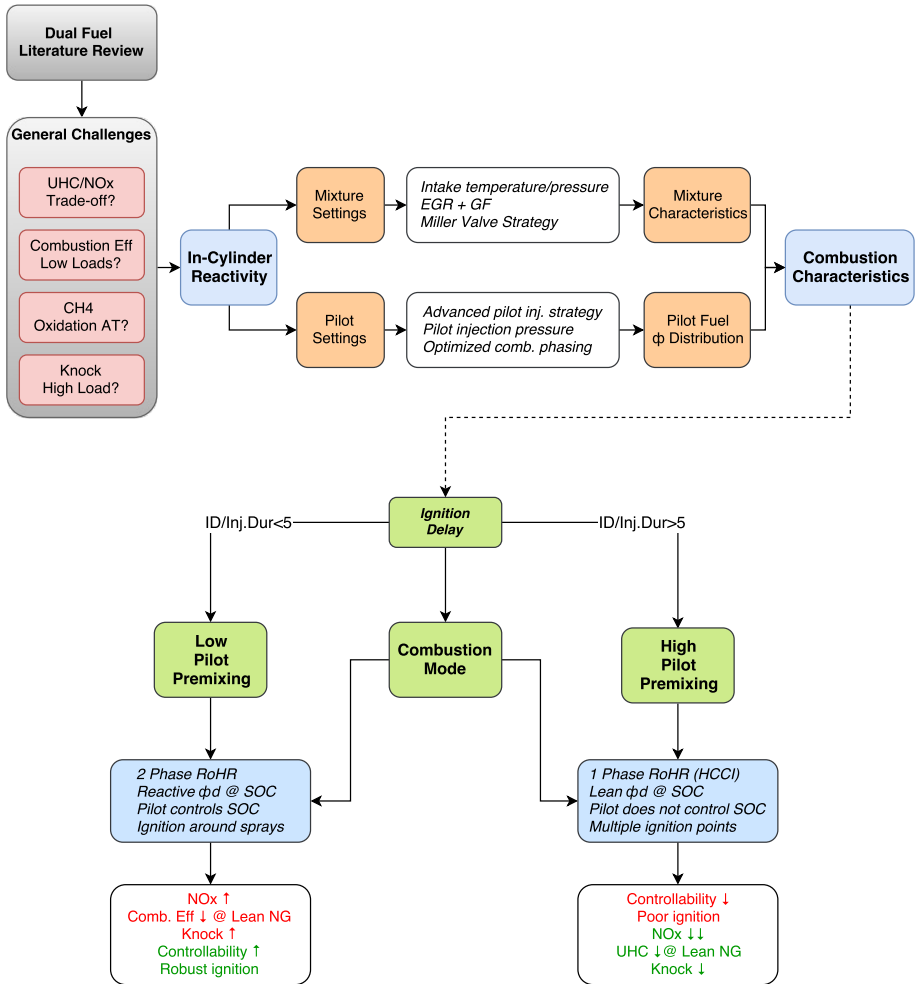 Dual Fuel
Literature Review
General Challenges
UHC/NOx
Trade-off?
Combustion Eff
Low Loads?
CH4
Oxidation AT?
Knock
High Load?
In-Cylinder
Reactivity
Mixture
Settings
Intake temperature/pressure
EGR + GF
Miller Valve Strategy
Mixture
Characteristics
Pilot
Settings
Advanced pilot inj. strategy
Pilot injection pressure
Optimized comb. phasing
Pilot Fuel
ф Distribution
Combustion
Characteristics
Ignition
Delay
ID/Inj.Dur<5
ID/Inj.Dur>5
Low
Pilot
Premixing
Combustion
Mode
High
Pilot
Premixing
2 Phase RoHR
Reactive фd @ SOC
Pilot controls SOC
Ignition around sprays
1 Phase RoHR (HCCI)
Lean фd @ SOC
Pilot does not control SOC
Multiple ignition points
NOx ↑
Comb. Eff ↓ @ Lean NG
Knock ↑
Controllability ↑
Robust ignition
Controllability ↓
Poor ignition
NOx ↓↓
UHC ↓@ Lean NG
Knock ↓